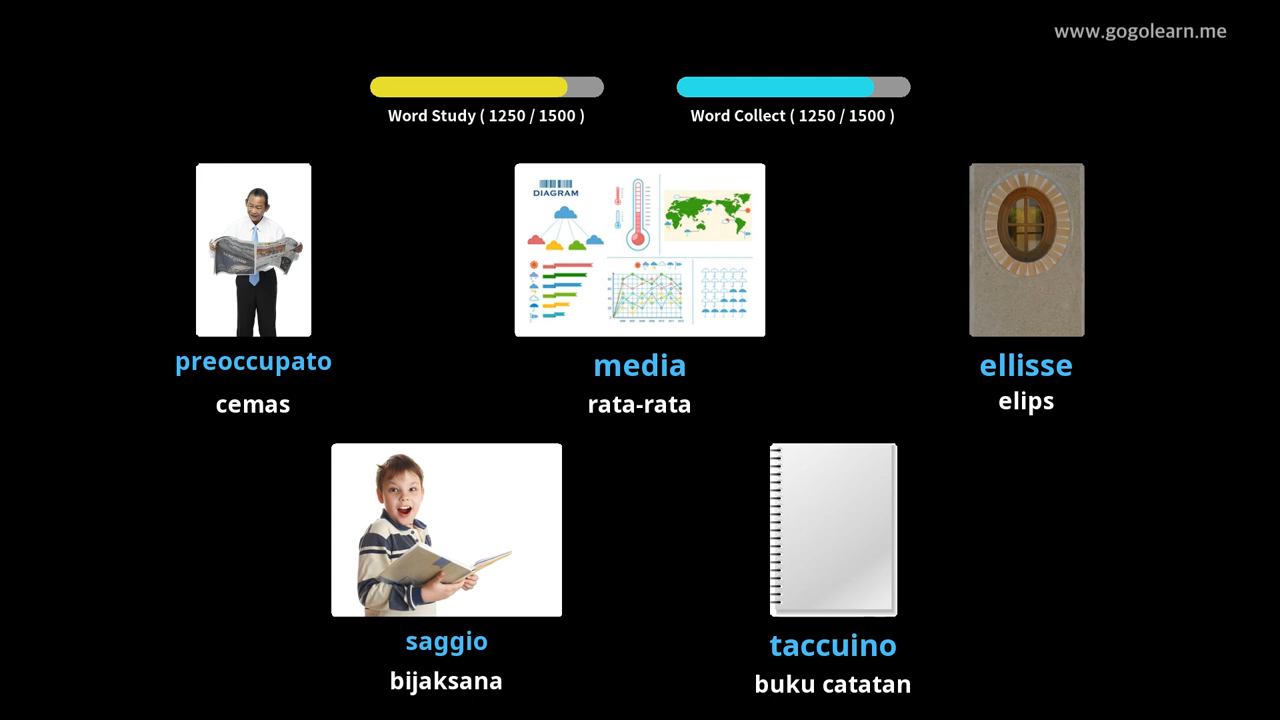 www.gogolearn.me
Word Study ( 1250 / 1500 )
Word Collect ( 1250 / 1500 )
DIAGRAM
preoccupato
cemas
media
rata-rata
ellisse
elips
saggio
bijaksana
taccuino
buku catatan